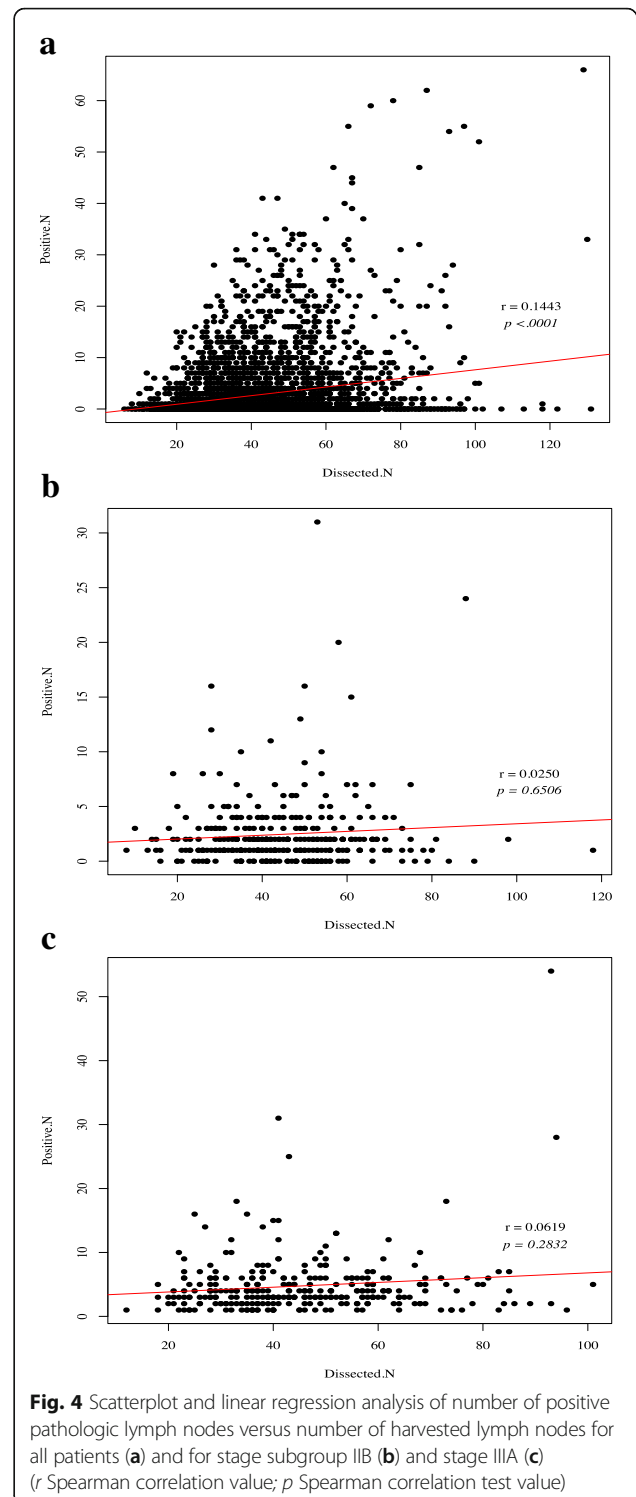 a
60
50
40
30
20
10
0
Positive.N
r = 0.1443
p <.0001
20 40 60 80 100 120
Dissected.N
b
30
25
20
15
10
5
0
Positive.N
r = 0.0250
p = 0.6506
20 40 60 80 100 120
Dissected.N
c
50
40
30
20
10
0
Positive.N
r = 0.0619
p = 0.2832
20 40 60 80 100
Dissected.N
Fig. 4 Scatterplot and linear regression analysis of number of positive
pathologic lymph nodes versus number of harvested lymph nodes for
all patients (a) and for stage subgroup IIB (b) and stage IIIA (c)
(r Spearman correlation value; p Spearman correlation test value)